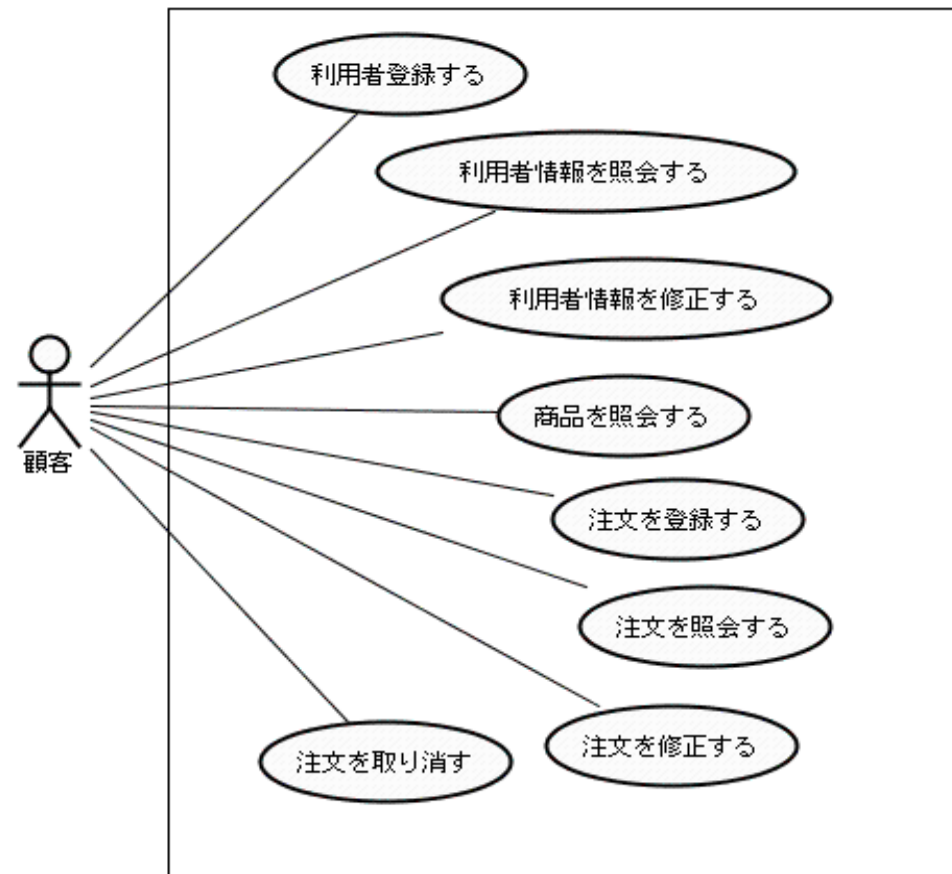 利用者登録する
利用者情報を照会する
利用者情報を修正する
商品を照会する
顧客
注文を登録する
注文を照会する
注文を修正する
注文を取り消す